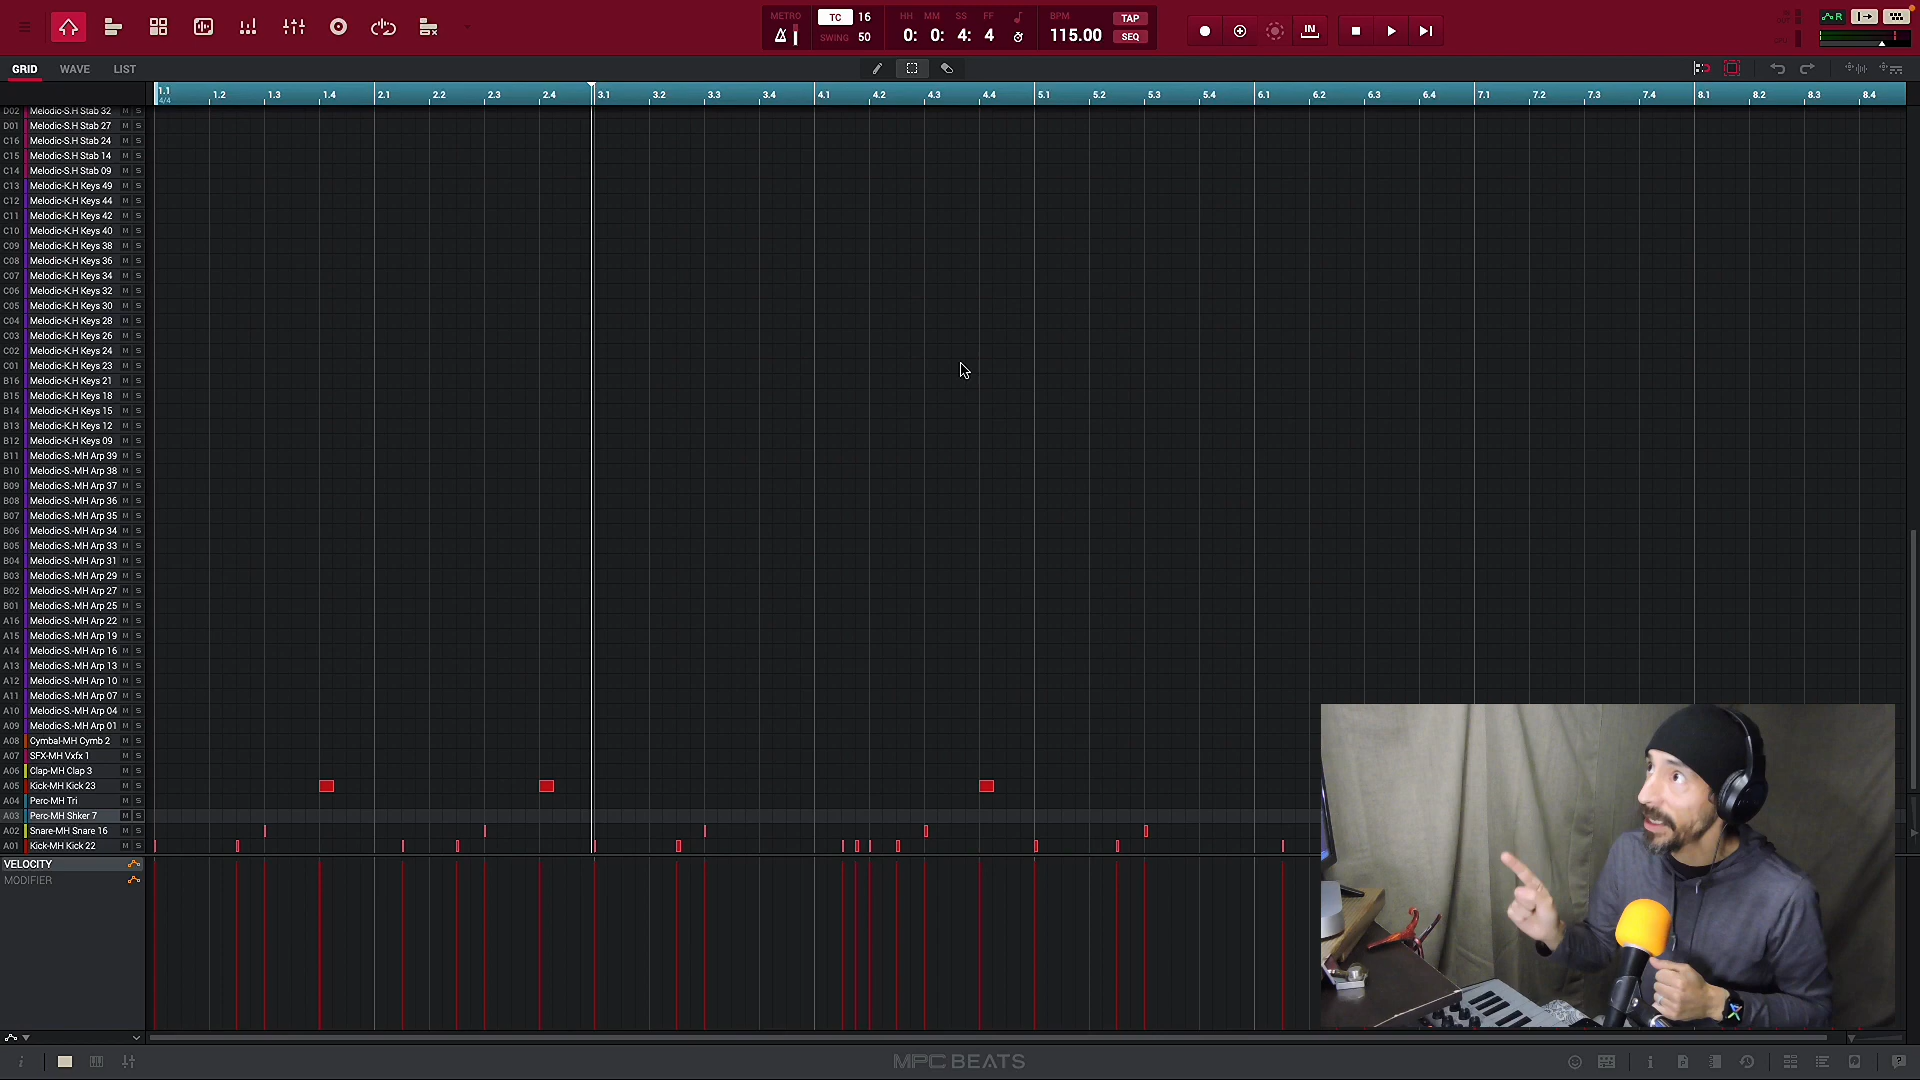 METRO TC 16 HH MM SS FF BPM TAP
SWING 50 0: 0: 4: 4 115.00 SEQ
IN
GRID WAVE LIST
1.1 1.2 1.3 1.4 2.1 2.2 2.3 2.4 3.1 3.2 3.3 3.4 4.1 4.2 4.3 4.4 5.1 5.2 5.3 5.4 6.1 6.2 6.3 6.4 7.1 7.2 7.3 7.4 8.1 8.2 8.3 8.4
4/4
D02 Melodic-S.H Stab 32 M S
D01 Melodic-S.H Stab 27 M S
C16 Melodic-S.H Stab 24 M S
C15 Melodic-S.H Stab 14 M S
C14 Melodic-S.H Stab 09 M S
C13 Melodic-K.H Keys 49 M S
C12 Melodic-K.H Keys 44 M S
C11 Melodic-K.H Keys 42 M S
C10 Melodic-K.H Keys 40 M S
C09 Melodic-K.H Keys 38 M S
C08 Melodic-K.H Keys 36 M S
C07 Melodic-K.H Keys 34 M S
C06 Melodic-K.H Keys 32 M S
C05 Melodic-K.H Keys 30 M S
C04 Melodic-K.H Keys 28 M S
C03 Melodic-K.H Keys 26 M S
C02 Melodic-K.H Keys 24 M S
C01 Melodic-K.H Keys 23 M S
B16 Melodic-K.H Keys 21 M S
B15 Melodic-K.H Keys 18 M S
B14 Melodic-K.H Keys 15 M S
B13 Melodic-K.H Keys 12 M S
B12 Melodic-K.H Keys 09 M S
B11 Melodic-S.-MH Arp 39 M S
B10 Melodic-S.-MH Arp 38 M S
B09 Melodic-S.-MH Arp 37 M S
B08 Melodic-S.-MH Arp 36 M S
B07 Melodic-S.-MH Arp 35 M S
B06 Melodic-S.-MH Arp 34 M S
B05 Melodic-S.-MH Arp 33 M S
B04 Melodic-S.-MH Arp 31 M S
B03 Melodic-S.-MH Arp 29 M S
B02 Melodic-S.-MH Arp 27 M S
B01 Melodic-S.-MH Arp 25 M S
A16 Melodic-S.-MH Arp 22 M S
A15 Melodic-S.-MH Arp 19 M S
A14 Melodic-S.-MH Arp 16 M S
A13 Melodic-S.-MH Arp 13 M S
A12 Melodic-S.-MH Arp 10 M S
A11 Melodic-S.-MH Arp 07 M S
A10 Melodic-S.-MH Arp 04 M S
A09 Melodic-S.-MH Arp 01 M S
A08 Cymbal-MH Cymb 2 M S
A07 SFX-MH Vxfx 1 M S
A06 Clap-MH Clap 3 M S
A05 Kick-MH Kick 23 M S
A04 Perc-MH Tri M S
A03 Perc-MH Shker 7 M S
A02 Snare-MH Snare 16 M S
A01 Kick-MH Kick 22 M S
VELOCITY
MODIFIER
MPC BEATS